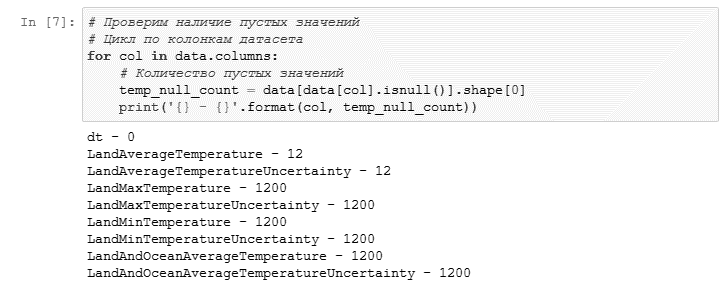 In [7]: # Проверим наличие пустых значений
# Цикл по колонкам датасета
for col in data.columns:
    # Количество пустых значений
    temp_null_count = data[data[col].isnull()].shape[0]
    print('{} - {}'.format(col, temp_null_count))
dt - 0
LandAverageTemperature - 12
LandAverageTemperatureUncertainty - 12
LandMaxTemperature - 1200
LandMaxTemperatureUncertainty - 1200
LandMinTemperature - 1200
LandMinTemperatureUncertainty - 1200
LandAndOceanAverageTemperature - 1200
LandAndOceanAverageTemperatureUncertainty - 1200